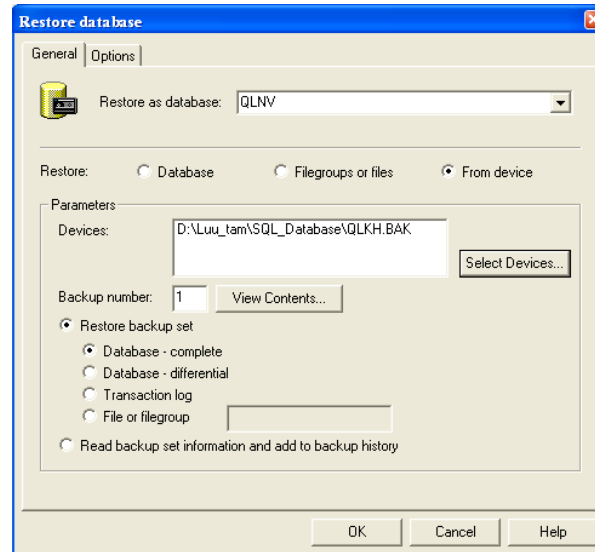 Restore database
General Options
Restore as database: QLNV
Restore: Database Filegroups or files From device
Parameters
Devices: D:\Luu_tam\SQL_Database\QLKH.BAK
Select Devices...
Backup number: 1 View Contents...
Restore backup set
Database - complete
Database - differential
Transaction log
File or filegroup
Read backup set information and add to backup history
OK Cancel Help